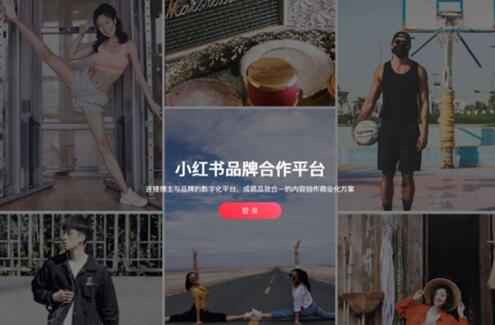 小红书品牌合作平台
连接博主与品牌的数字化平台，成就品效合一的内容创作商业化方案
登 录